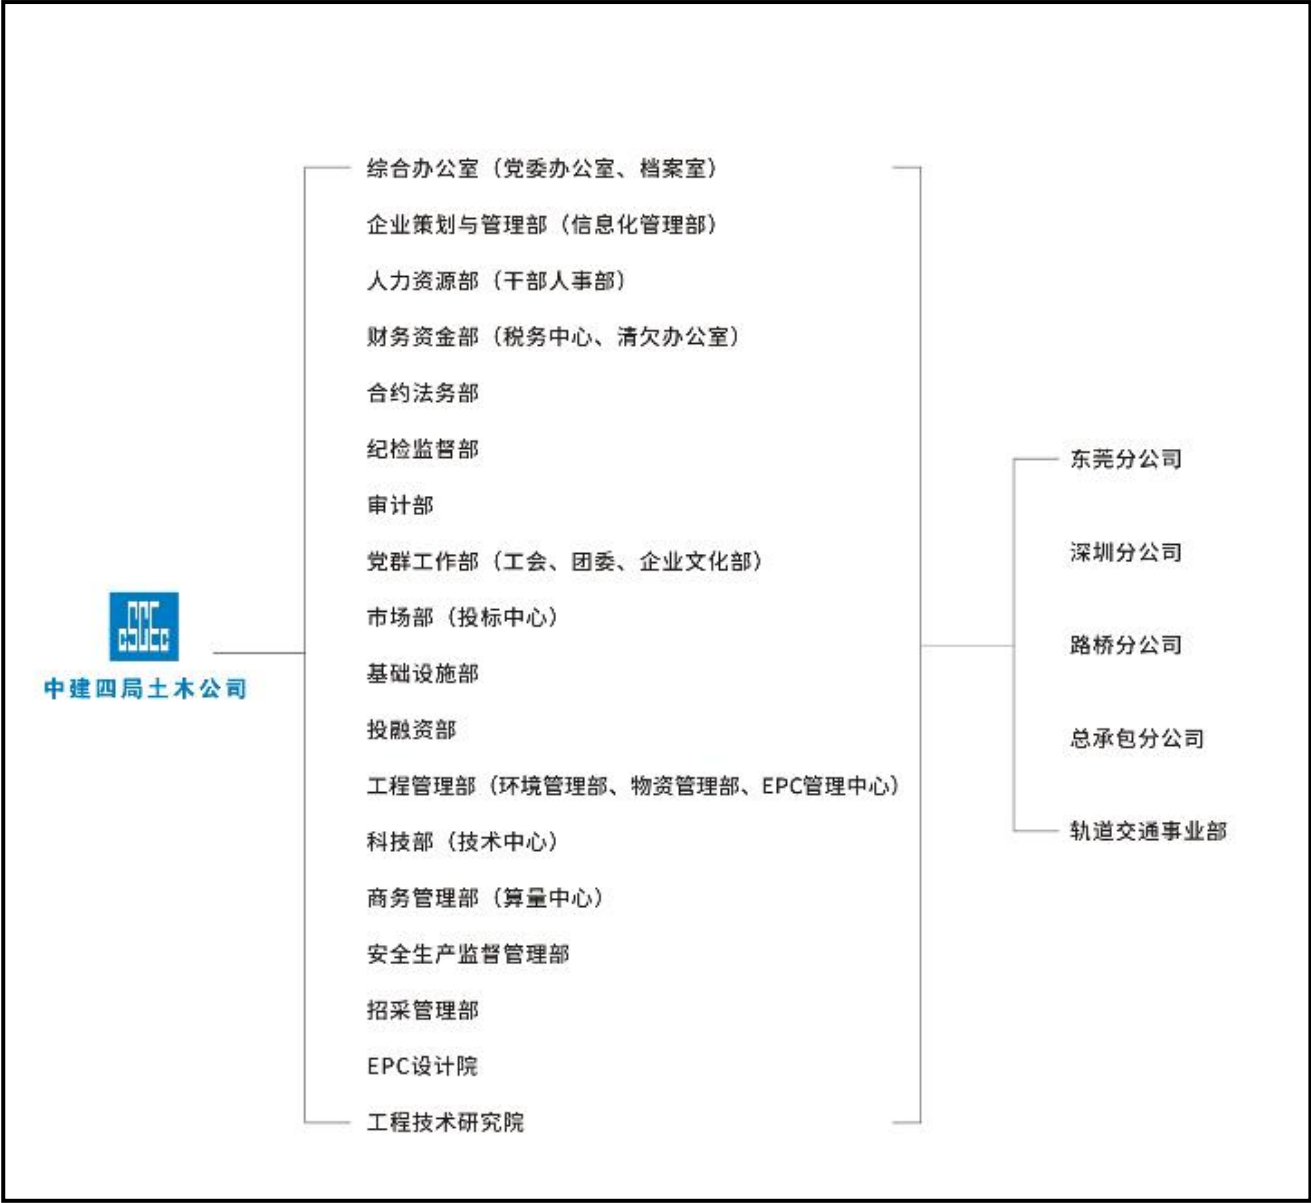 综合办公室（党委办公室、档案室）
企业策划与管理部（信息化管理部）
人力资源部（干部人事部）
财务资金部（税务中心、清欠办公室）
合约法务部
纪检监督部
审计部
党群工作部（工会、团委、企业文化部）
市场部（投标中心）
基础设施部
投融资部
工程管理部（环境管理部、物资管理部、EPC管理中心）
科技部（技术中心）
商务管理部（算量中心）
安全生产监督管理部
招采管理部
EPC设计院
工程技术研究院
CSCEC
中建四局土木公司
东莞分公司
深圳分公司
路桥分公司
总承包分公司
轨道交通事业部